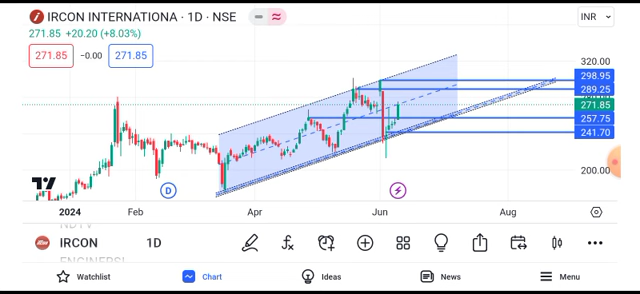 IRCON INTERNATIONA · 1D · NSE
INR
271.85 +20.20 (+8.03%)
271.85 −0.00 271.85
320.00
298.95
289.25
271.85
257.75
241.70
200.00
D
2024 Feb Apr Jun Aug
IRCON 1D
Watchlist Chart Ideas News Menu